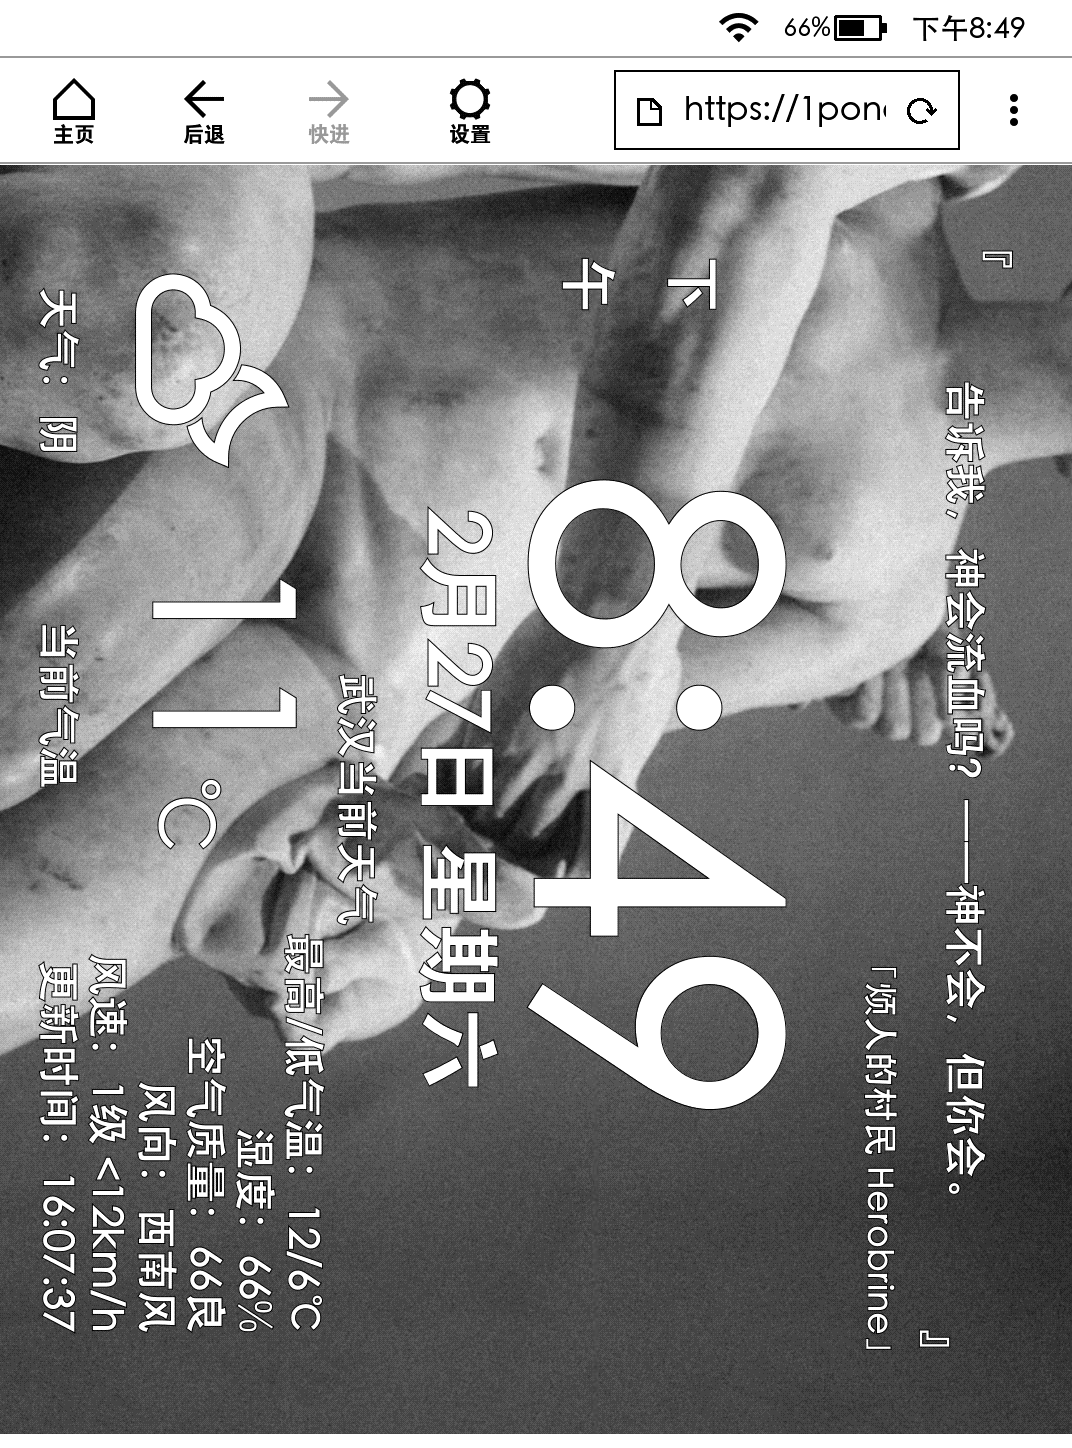 66% 下午8:49
主页 后退 快进 设置 https://1pon
『
告诉我，神会流血吗？——神不会，但你会。
』
「烦人的村民 Herobrine」
下午
8:49
2月27日 星期六
武汉当前天气
11℃
天气：阴
当前气温
最高/低气温：12/6℃
湿度：66%
空气质量：66良
风向：西南风
风速：1级 <12km/h
更新时间：16:07:37